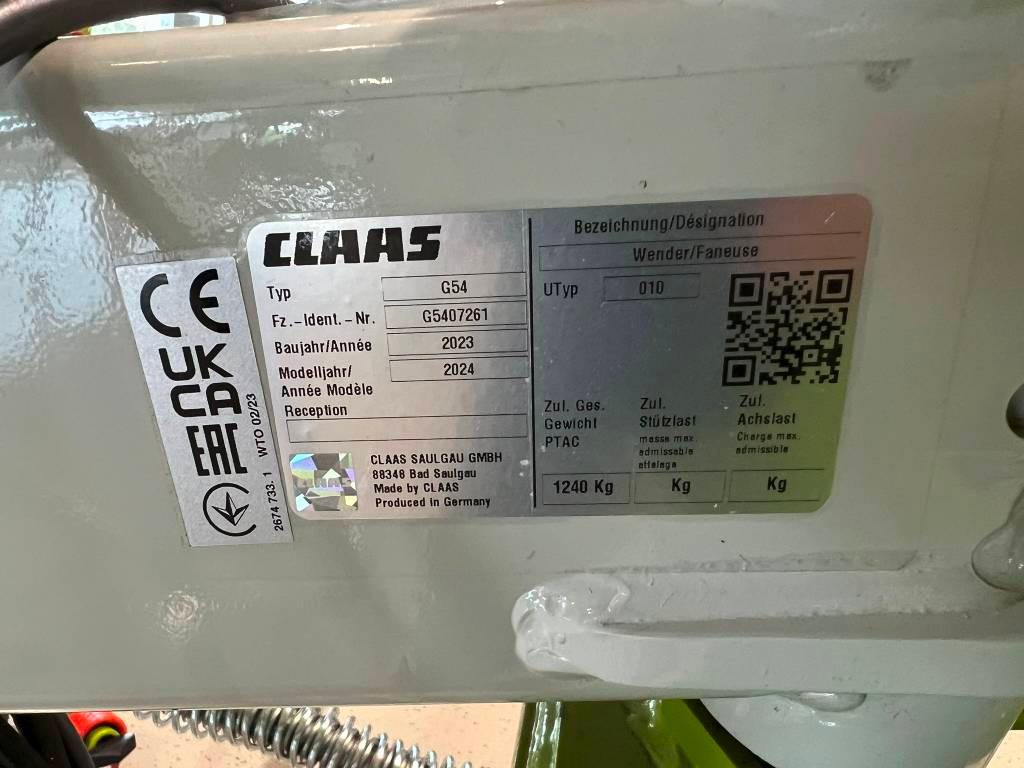 CE
UK
CA
EAC
2674 733. 1 WTO 02/23
CLAAS
Typ G54
Fz.-Ident.-Nr. G5407261
Baujahr/Année 2023
Modelljahr/ 2024
Année Modèle
Reception
CLAAS
CLAAS SAULGAU GMBH
88348 Bad Saulgau
Made by CLAAS
Produced in Germany
Bezeichnung/Désignation
Wender/Faneuse
UTyp 010
Zul. Ges.
Gewicht
PTAC
1240 Kg
Zul.
Stützlast
masse max.
admissable
attelage
Kg
Zul.
Achslast
Charge max.
admissible
Kg